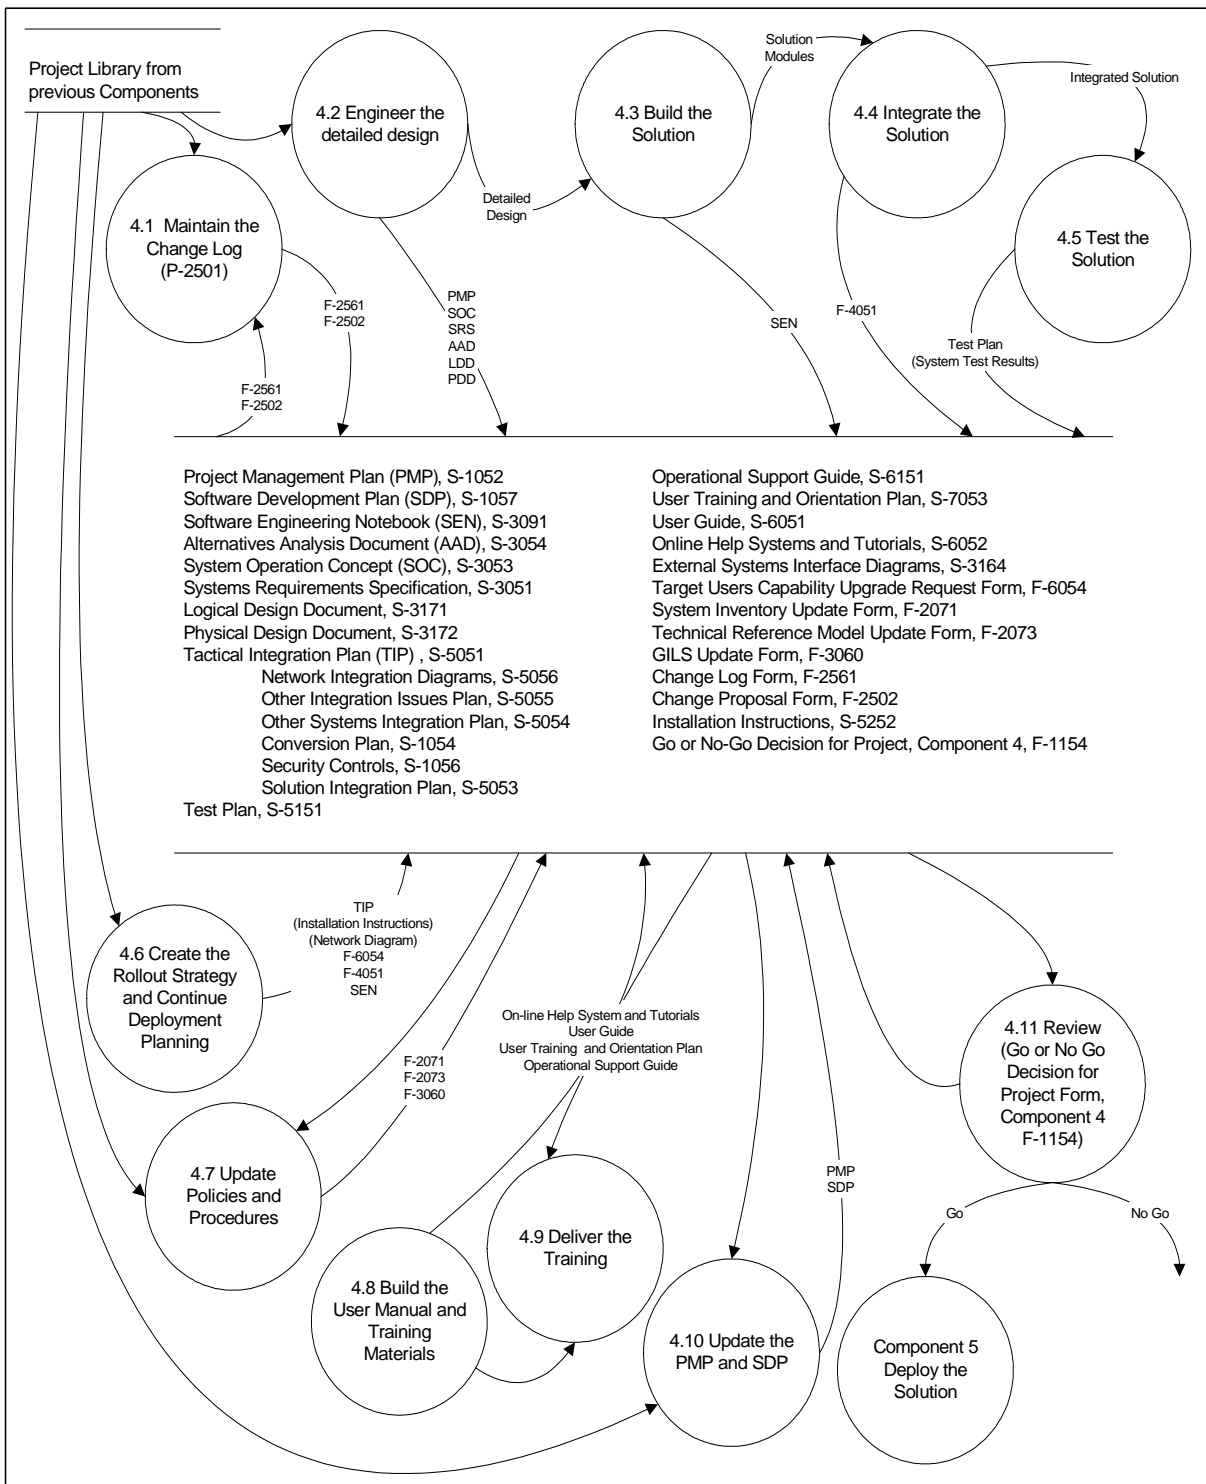 Project Library from
previous Components
4.2 Engineer the
detailed design
4.3 Build the
Solution
Solution
Modules
4.4 Integrate the
Solution
Integrated Solution
4.1 Maintain the
Change Log
(P-2501)
Detailed
Design
4.5 Test the
Solution
F-2561
F-2502
PMP
SOC
SRS
AAD
LDD
PDD
SEN
F-4051
Test Plan
(System Test Results)
F-2561
F-2502
Project Management Plan (PMP), S-1052
Software Development Plan (SDP), S-1057
Software Engineering Notebook (SEN), S-3091
Alternatives Analysis Document (AAD), S-3054
System Operation Concept (SOC), S-3053
Systems Requirements Specification, S-3051
Logical Design Document, S-3171
Physical Design Document, S-3172
Tactical Integration Plan (TIP) , S-5051
Network Integration Diagrams, S-5056
Other Integration Issues Plan, S-5055
Other Systems Integration Plan, S-5054
Conversion Plan, S-1054
Security Controls, S-1056
Solution Integration Plan, S-5053
Test Plan, S-5151
Operational Support Guide, S-6151
User Training and Orientation Plan, S-7053
User Guide, S-6051
Online Help Systems and Tutorials, S-6052
External Systems Interface Diagrams, S-3164
Target Users Capability Upgrade Request Form, F-6054
System Inventory Update Form, F-2071
Technical Reference Model Update Form, F-2073
GILS Update Form, F-3060
Change Log Form, F-2561
Change Proposal Form, F-2502
Installation Instructions, S-5252
Go or No-Go Decision for Project, Component 4, F-1154
TIP
(Installation Instructions)
(Network Diagram)
F-6054
F-4051
SEN
4.6 Create the
Rollout Strategy
and Continue
Deployment
Planning
On-line Help System and Tutorials
User Guide
User Training and Orientation Plan
Operational Support Guide
4.11 Review
(Go or No Go
Decision for
Project Form,
Component 4
F-1154)
F-2071
F-2073
F-3060
4.7 Update
Policies and
Procedures
PMP
SDP
Go
No Go
4.9 Deliver the
Training
4.8 Build the
User Manual and
Training
Materials
4.10 Update the
PMP and SDP
Component 5
Deploy the
Solution